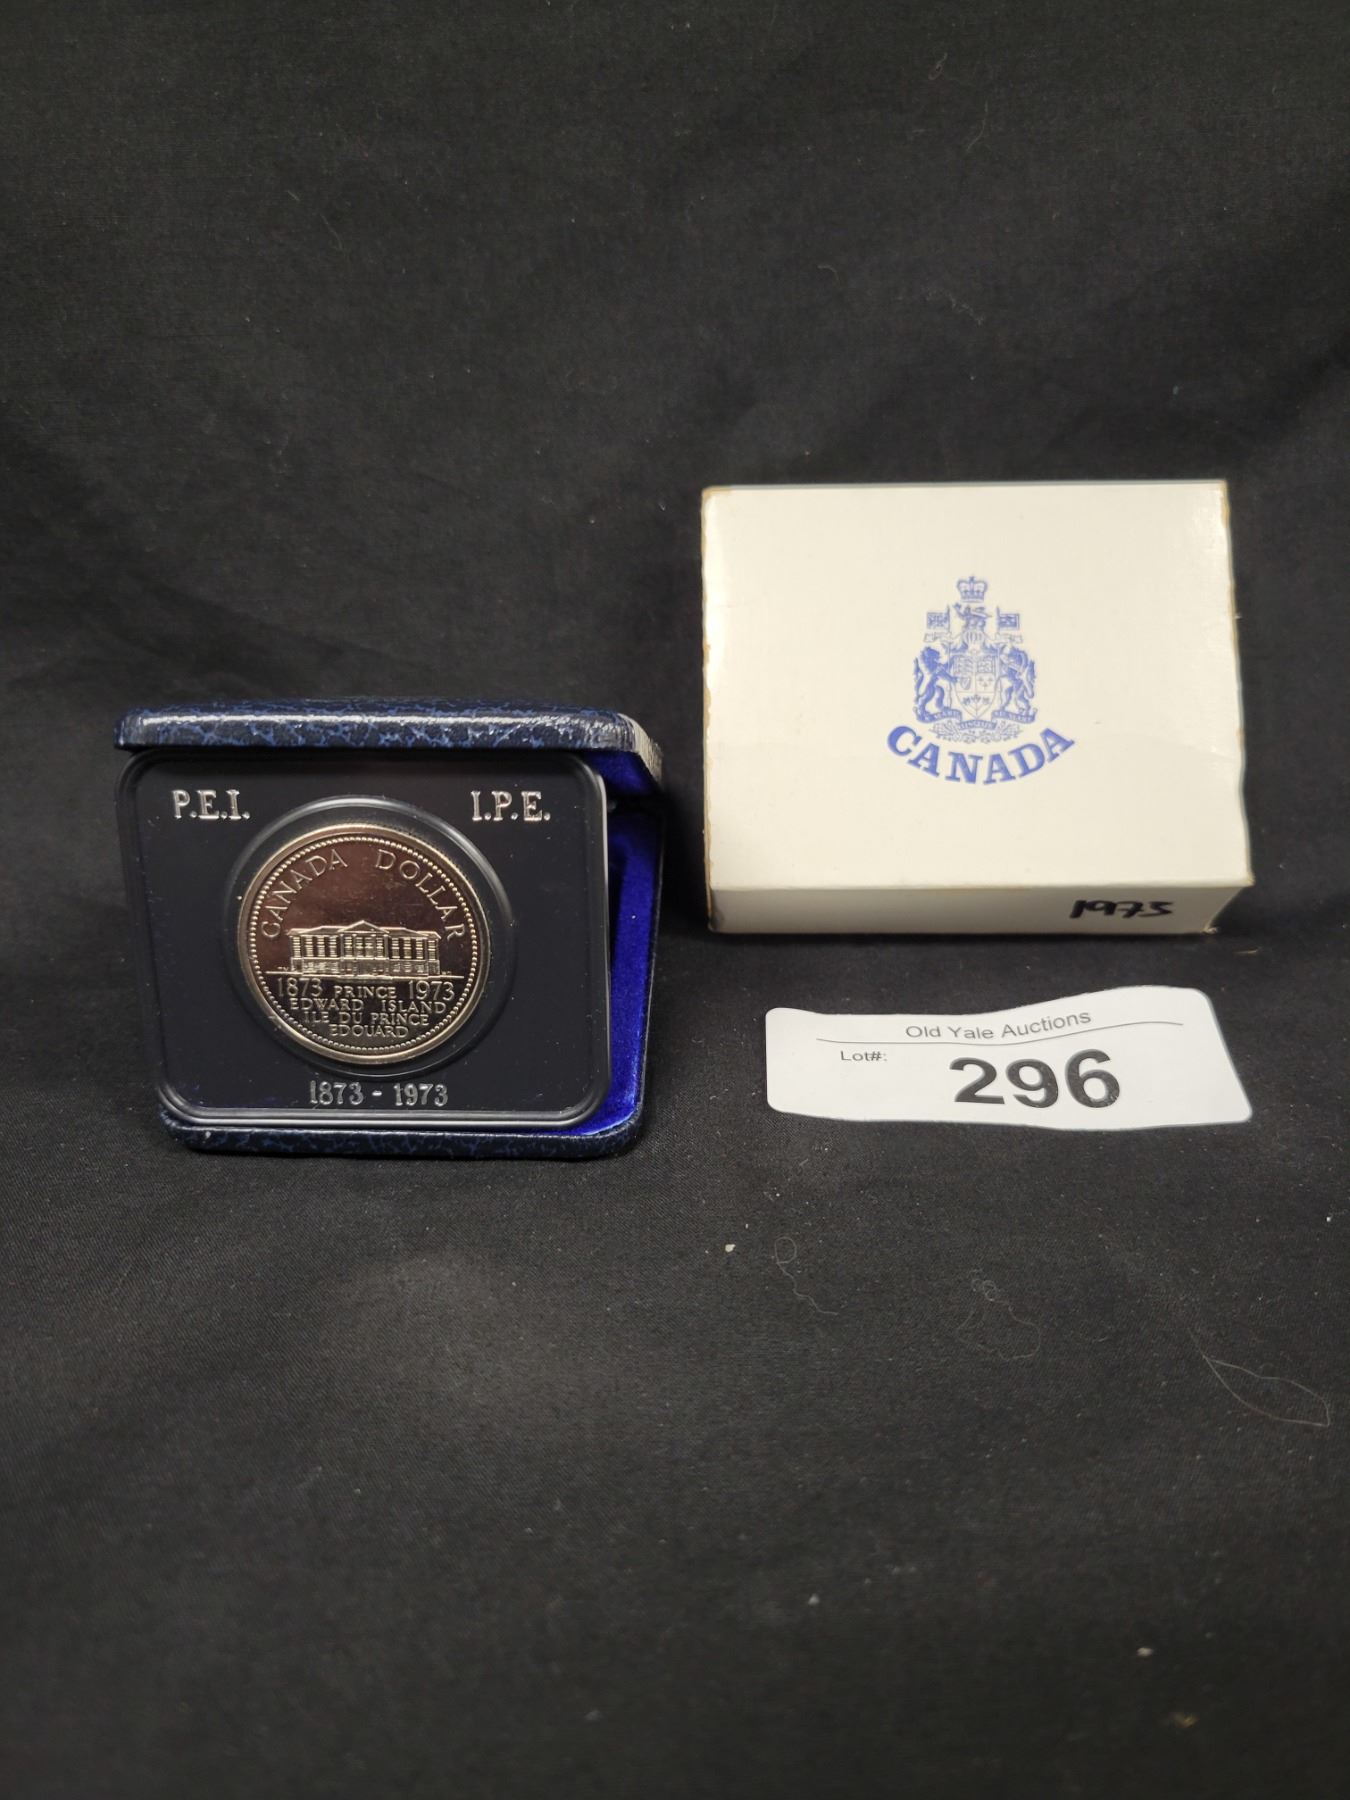 P.E.I. I.P.E.
CANADA DOLLAR
1873 PRINCE 1973
EDWARD ISLAND
ILE DU PRINCE
EDOUARD
1873 - 1973
CANADA
1973
Old Yale Auctions
Lot#:
296